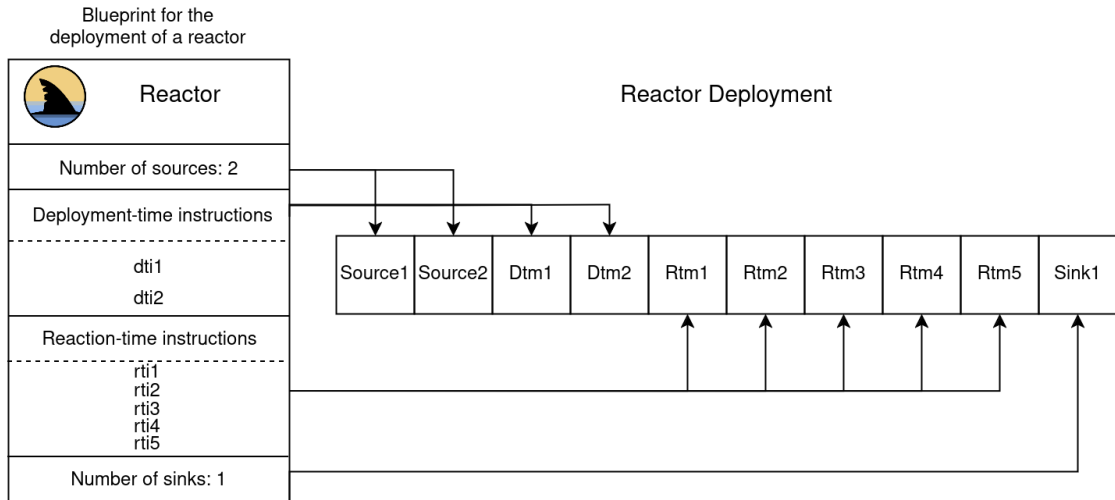 Blueprint for the
deployment of a reactor
Reactor
Reactor Deployment
Number of sources: 2
Deployment-time instructions
dti1
dti2
Source1 Source2 Dtm1 Dtm2 Rtm1 Rtm2 Rtm3 Rtm4 Rtm5 Sink1
Reaction-time instructions
rti1
rti2
rti3
rti4
rti5
Number of sinks: 1